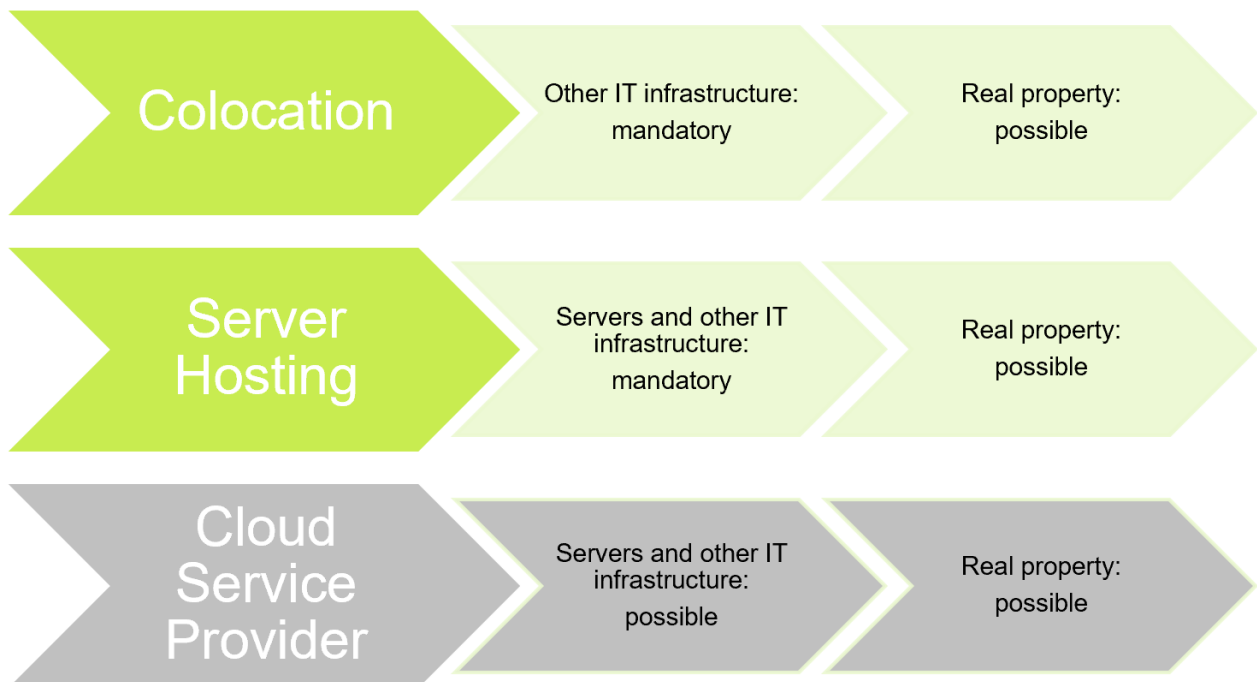 Colocation
Other IT infrastructure:
mandatory
Real property:
possible
Server
Hosting
Servers and other IT
infrastructure:
mandatory
Real property:
possible
Cloud
Service
Provider
Servers and other IT
infrastructure:
possible
Real property:
possible